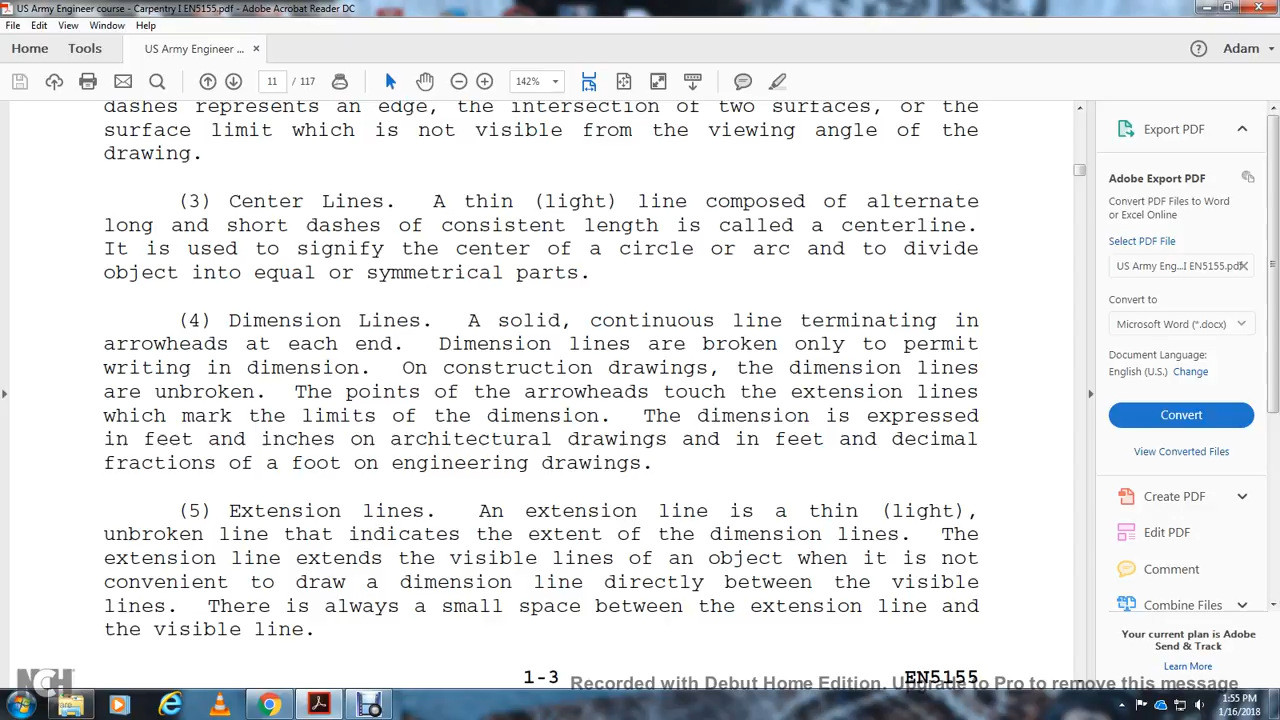 US Army Engineer course - Carpentry I EN5155.pdf - Adobe Acrobat Reader DC
File Edit View Window Help
Home Tools US Army Engineer ... × Adam
11 / 117 142%
dashes represents an edge, the intersection of two surfaces, or the
surface limit which is not visible from the viewing angle of the
drawing.
(3) Center Lines. A thin (light) line composed of alternate
long and short dashes of consistent length is called a centerline.
It is used to signify the center of a circle or arc and to divide
object into equal or symmetrical parts.
(4) Dimension Lines. A solid, continuous line terminating in
arrowheads at each end. Dimension lines are broken only to permit
writing in dimension. On construction drawings, the dimension lines
are unbroken. The points of the arrowheads touch the extension lines
which mark the limits of the dimension. The dimension is expressed
in feet and inches on architectural drawings and in feet and decimal
fractions of a foot on engineering drawings.
(5) Extension lines. An extension line is a thin (light),
unbroken line that indicates the extent of the dimension lines. The
extension line extends the visible lines of an object when it is not
convenient to draw a dimension line directly between the visible
lines. There is always a small space between the extension line and
the visible line.
1-3 EN5155
Export PDF
Adobe Export PDF
Convert PDF Files to Word
or Excel Online
Select PDF File
US Army Eng...I EN5155.pdf
Convert to
Microsoft Word (*.docx)
Document Language:
English (U.S.) Change
Convert
View Converted Files
Create PDF
Edit PDF
Comment
Combine Files
Your current plan is Adobe
Send & Track
Learn More
NCH
Recorded with Debut Home Edition. Upgrade to Pro to remove this message
1:55 PM
1/16/2018